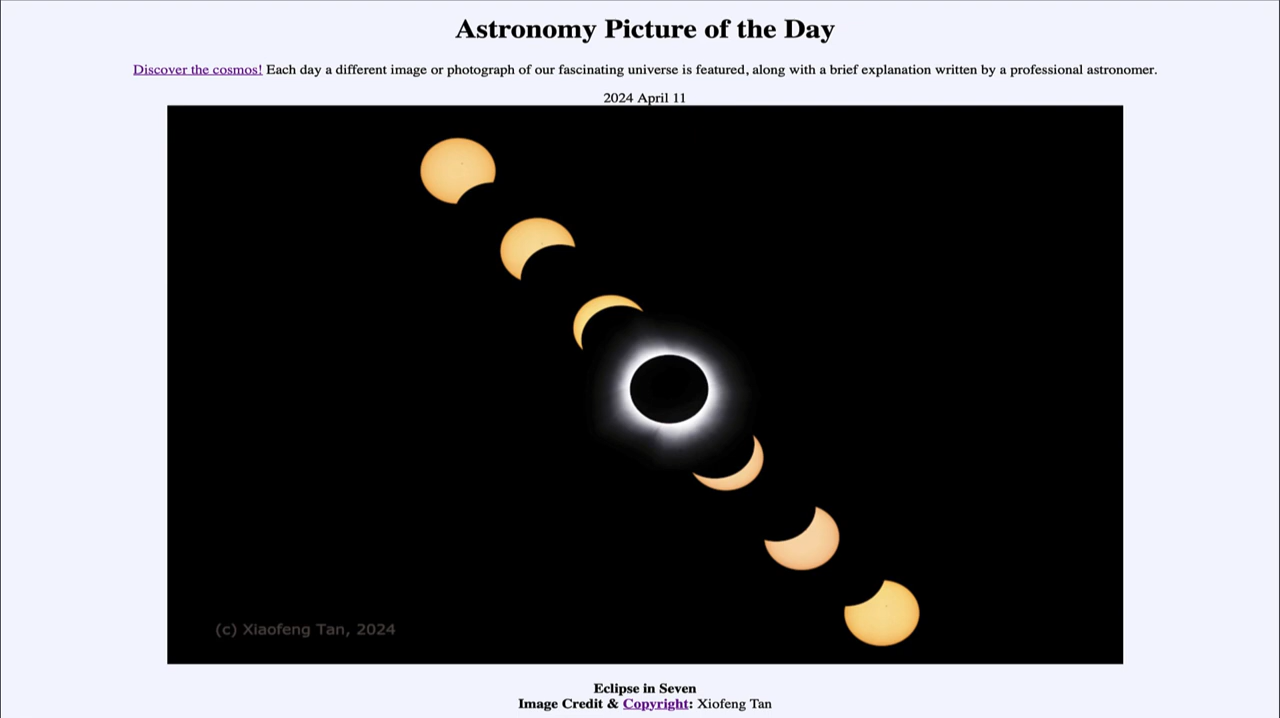 Astronomy Picture of the Day
Discover the cosmos! Each day a different image or photograph of our fascinating universe is featured, along with a brief explanation written by a professional astronomer.
2024 April 11
(c) Xiaofeng Tan, 2024
Eclipse in Seven
Image Credit & Copyright: Xiofeng Tan